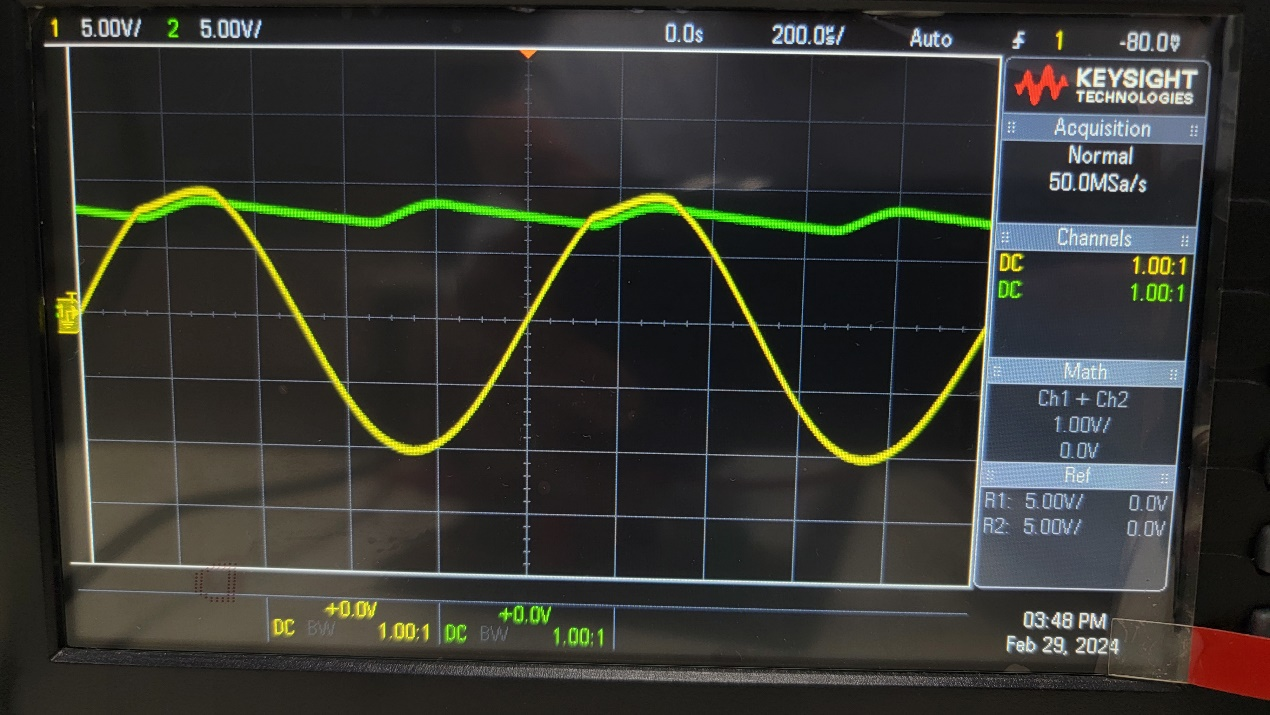 1 5.00V/ 2 5.00V/ 0.0s 200.0µs/ Auto 1 -80.0V
KEYSIGHT
TECHNOLOGIES
Acquisition
Normal
50.0MSa/s
Channels
DC 1.00:1
DC 1.00:1
Math
Ch1 + Ch2
1.00V/
0.0V
Ref
R1: 5.00V/ 0.0V
R2: 5.00V/ 0.0V
+0.0V
DC BW 1.00:1
+0.0V
DC BW 1.00:1
03:48 PM
Feb 29, 2024